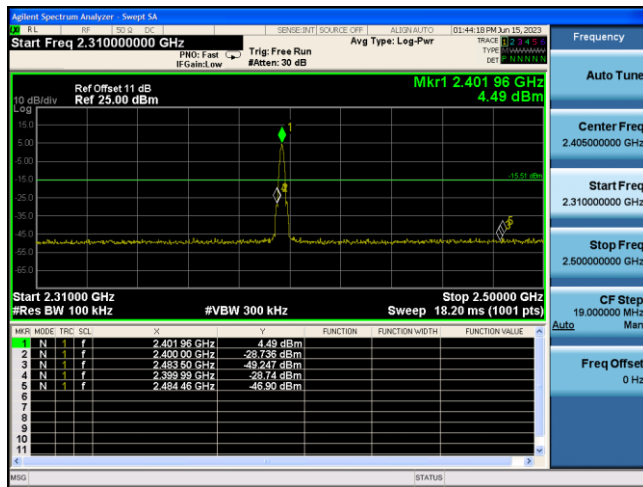 Agilent Spectrum Analyzer - Swept SA
RL RF 50 Ω DC SENSE:INT SOURCE OFF ALIGN AUTO 01:44:18 PM Jun 15, 2023
Start Freq 2.310000000 GHz
PNO: Fast
IFGain:Low
Trig: Free Run
#Atten: 30 dB
Avg Type: Log-Pwr
TRACE 1 2 3 4 5 6
TYPE M
DET P N N N N N
Mkr1 2.401 96 GHz
4.49 dBm
Ref Offset 11 dB
10 dB/div Ref 25.00 dBm
Log
15.0
5.00
-5.00
-15.0
-25.0
-35.0
-45.0
-55.0
-65.0
1
-15.51 dBm
Start 2.31000 GHz Stop 2.50000 GHz
#Res BW 100 kHz #VBW 300 kHz Sweep 18.20 ms (1001 pts)
MKR MODE TRC SCL X Y FUNCTION FUNCTION WIDTH FUNCTION VALUE
1 N 1 f 2.401 96 GHz 4.49 dBm
2 N 1 f 2.400 00 GHz -28.736 dBm
3 N 1 f 2.483 50 GHz -49.247 dBm
4 N 1 f 2.399 99 GHz -28.74 dBm
5 N 1 f 2.484 46 GHz -46.90 dBm
6
7
8
9
10
11
MSG STATUS
Frequency
Auto Tune
Center Freq
2.405000000 GHz
Start Freq
2.310000000 GHz
Stop Freq
2.500000000 GHz
CF Step
19.000000 MHz
Auto Man
Freq Offset
0 Hz